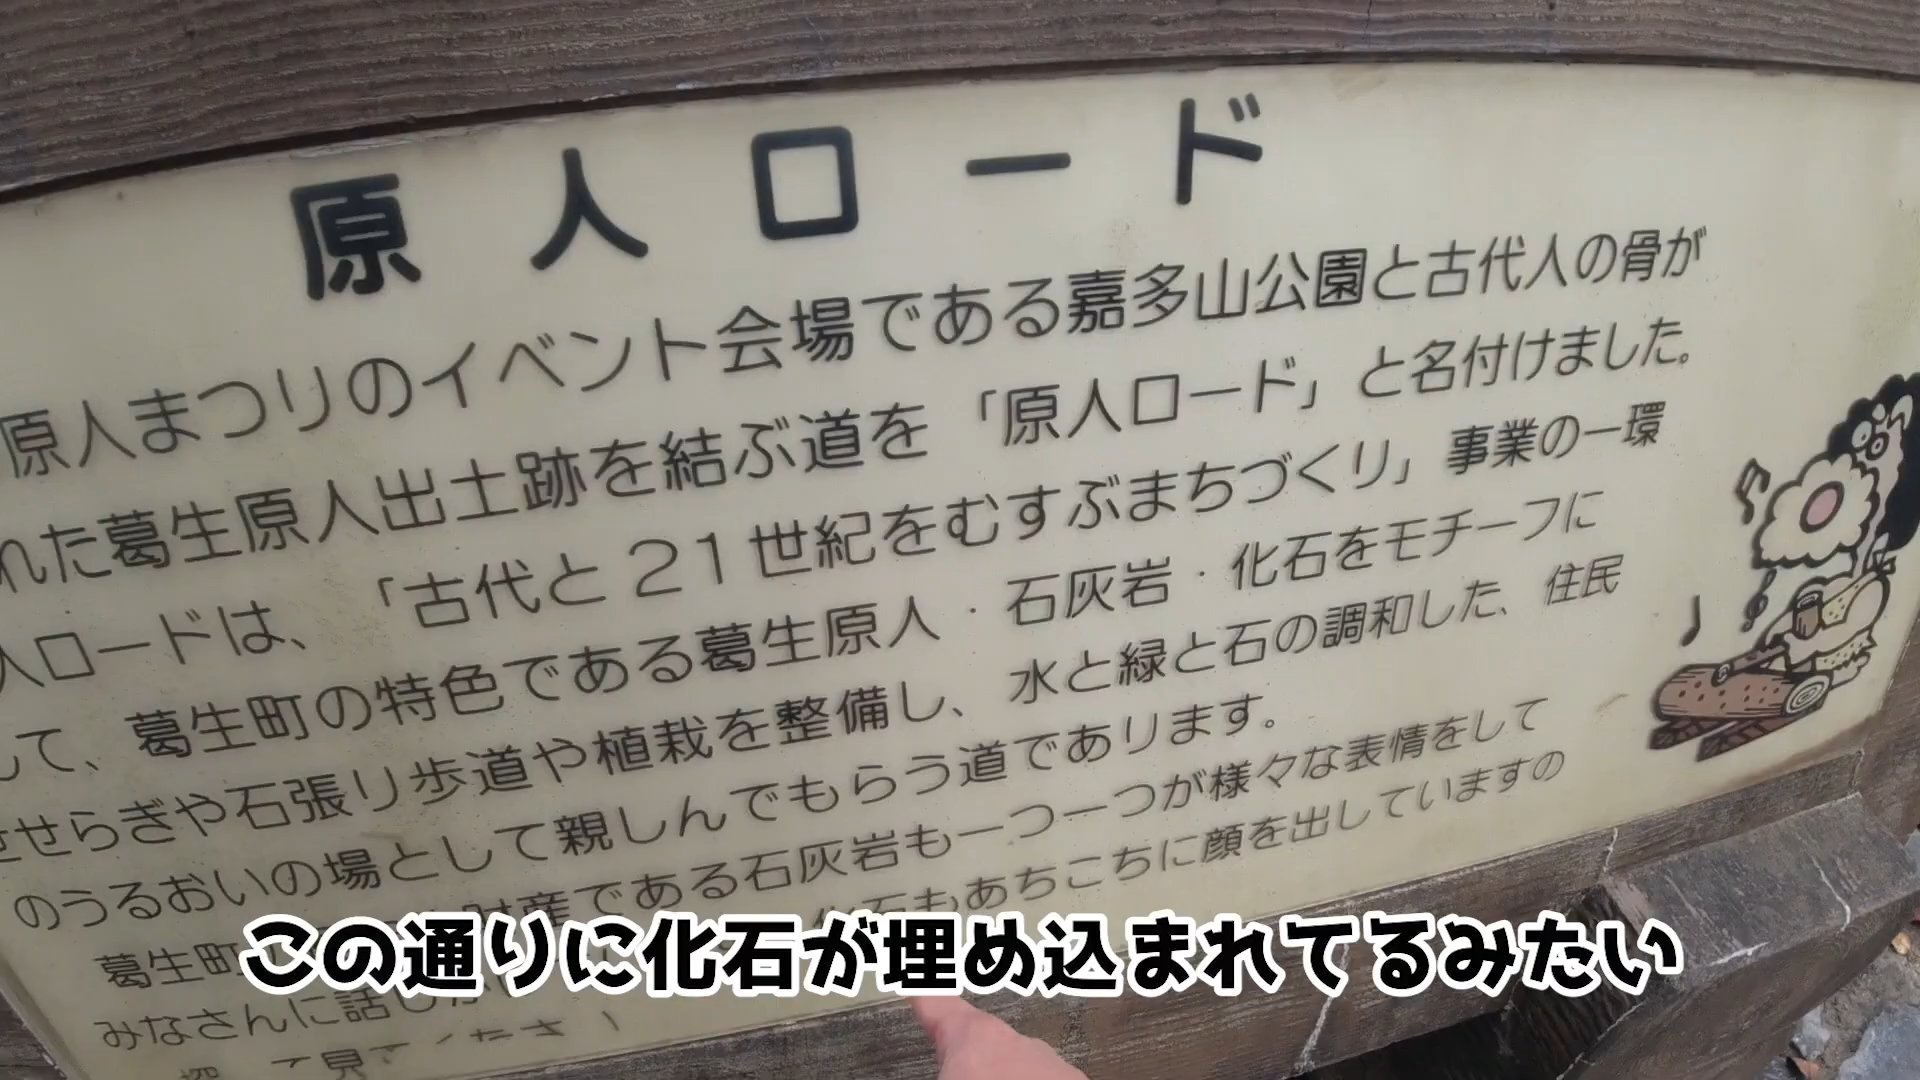 原人ロード
原人まつりのイベント会場である嘉多山公園と古代人の骨が
れた葛生原人出土跡を結ぶ道を「原人ロード」と名付けました。
人ロードは、「古代と21世紀をむすぶまちづくり」事業の一環
して、葛生町の特色である葛生原人・石灰岩・化石をモチーフに
せせらぎや石張り歩道や植栽を整備し、水と緑と石の調和した、住民
のうるおいの場として親しんでもらう道であります。
葛生町 財産である石灰岩も一つ一つが様々な表情をして
みなさんに話し 化石もあちこちに顔を出していますの
て見て
この通りに化石が埋め込まれてるみたい